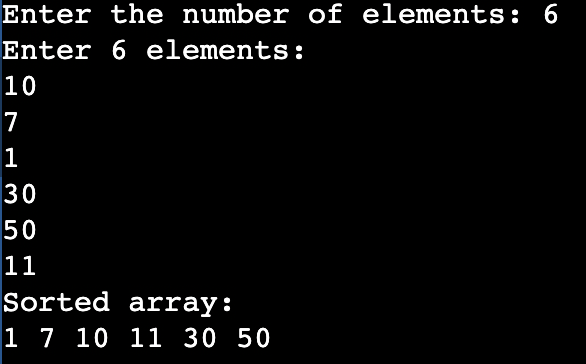 Enter the number of elements: 6
Enter 6 elements:
10
7
1
30
50
11
Sorted array:
1 7 10 11 30 50